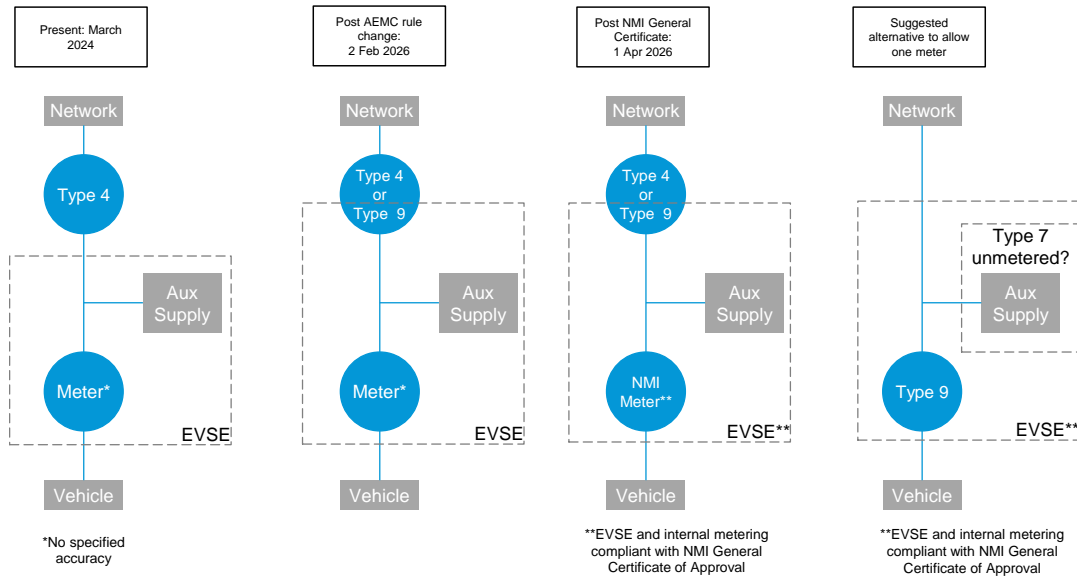 Present: March
2024
Network
Type 4
Aux
Supply
Meter*
EVSE
Vehicle
*No specified
accuracy
Post AEMC rule
change:
2 Feb 2026
Network
Type 4
or
Type 9
Aux
Supply
Meter*
EVSE
Vehicle
Post NMI General
Certificate:
1 Apr 2026
Network
Type 4
or
Type 9
Aux
Supply
NMI
Meter**
EVSE**
Vehicle
**EVSE and internal metering
compliant with NMI General
Certificate of Approval
Suggested
alternative to allow
one meter
Network
Type 7
unmetered?
Aux
Supply
Type 9
EVSE**
Vehicle
**EVSE and internal metering
compliant with NMI General
Certificate of Approval